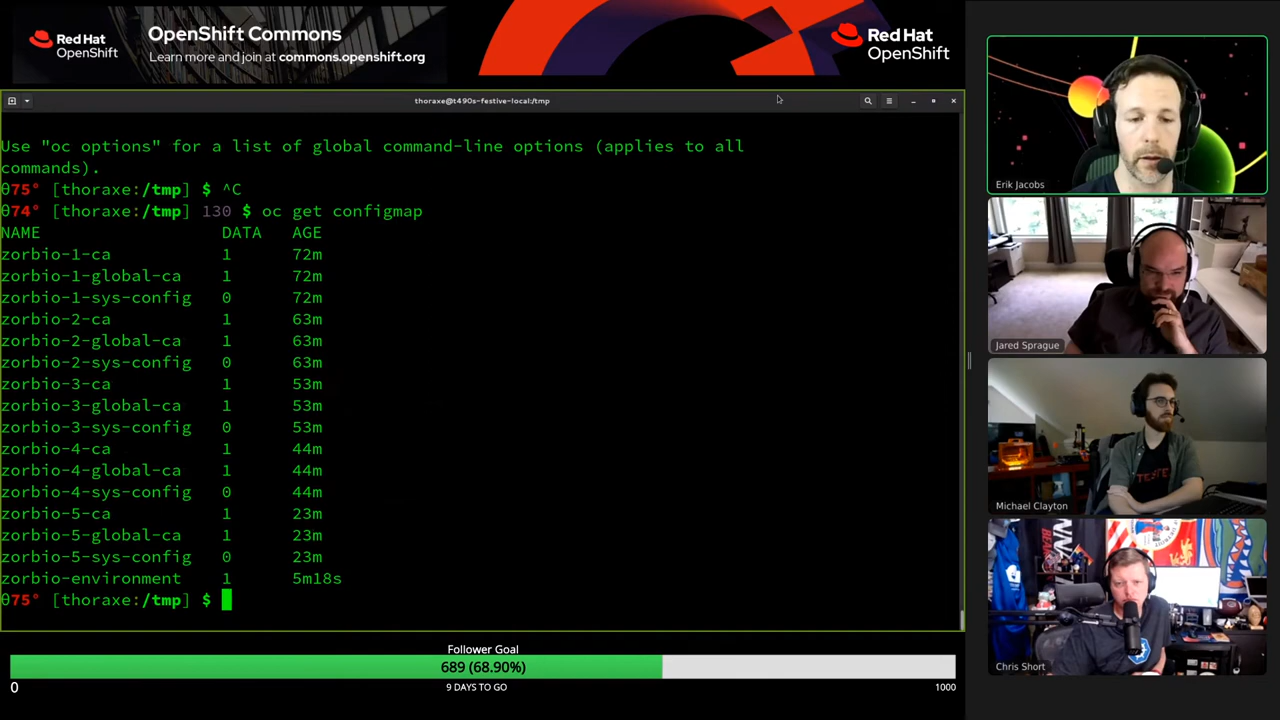 Red Hat
OpenShift
OpenShift Commons
Learn more and join at commons.openshift.org
Red Hat
OpenShift
thoraxe@t490s-festive-local:/tmp
Use "oc options" for a list of global command-line options (applies to all
commands).
θ75° [thoraxe:/tmp] $ ^C
θ74° [thoraxe:/tmp] 130 $ oc get configmap
NAME DATA AGE
zorbio-1-ca 1 72m
zorbio-1-global-ca 1 72m
zorbio-1-sys-config 0 72m
zorbio-2-ca 1 63m
zorbio-2-global-ca 1 63m
zorbio-2-sys-config 0 63m
zorbio-3-ca 1 53m
zorbio-3-global-ca 1 53m
zorbio-3-sys-config 0 53m
zorbio-4-ca 1 44m
zorbio-4-global-ca 1 44m
zorbio-4-sys-config 0 44m
zorbio-5-ca 1 23m
zorbio-5-global-ca 1 23m
zorbio-5-sys-config 0 23m
zorbio-environment 1 5m18s
θ75° [thoraxe:/tmp] $
Follower Goal
689 (68.90%)
0
9 DAYS TO GO
1000
Erik Jacobs
Jared Sprague
Michael Clayton
Chris Short